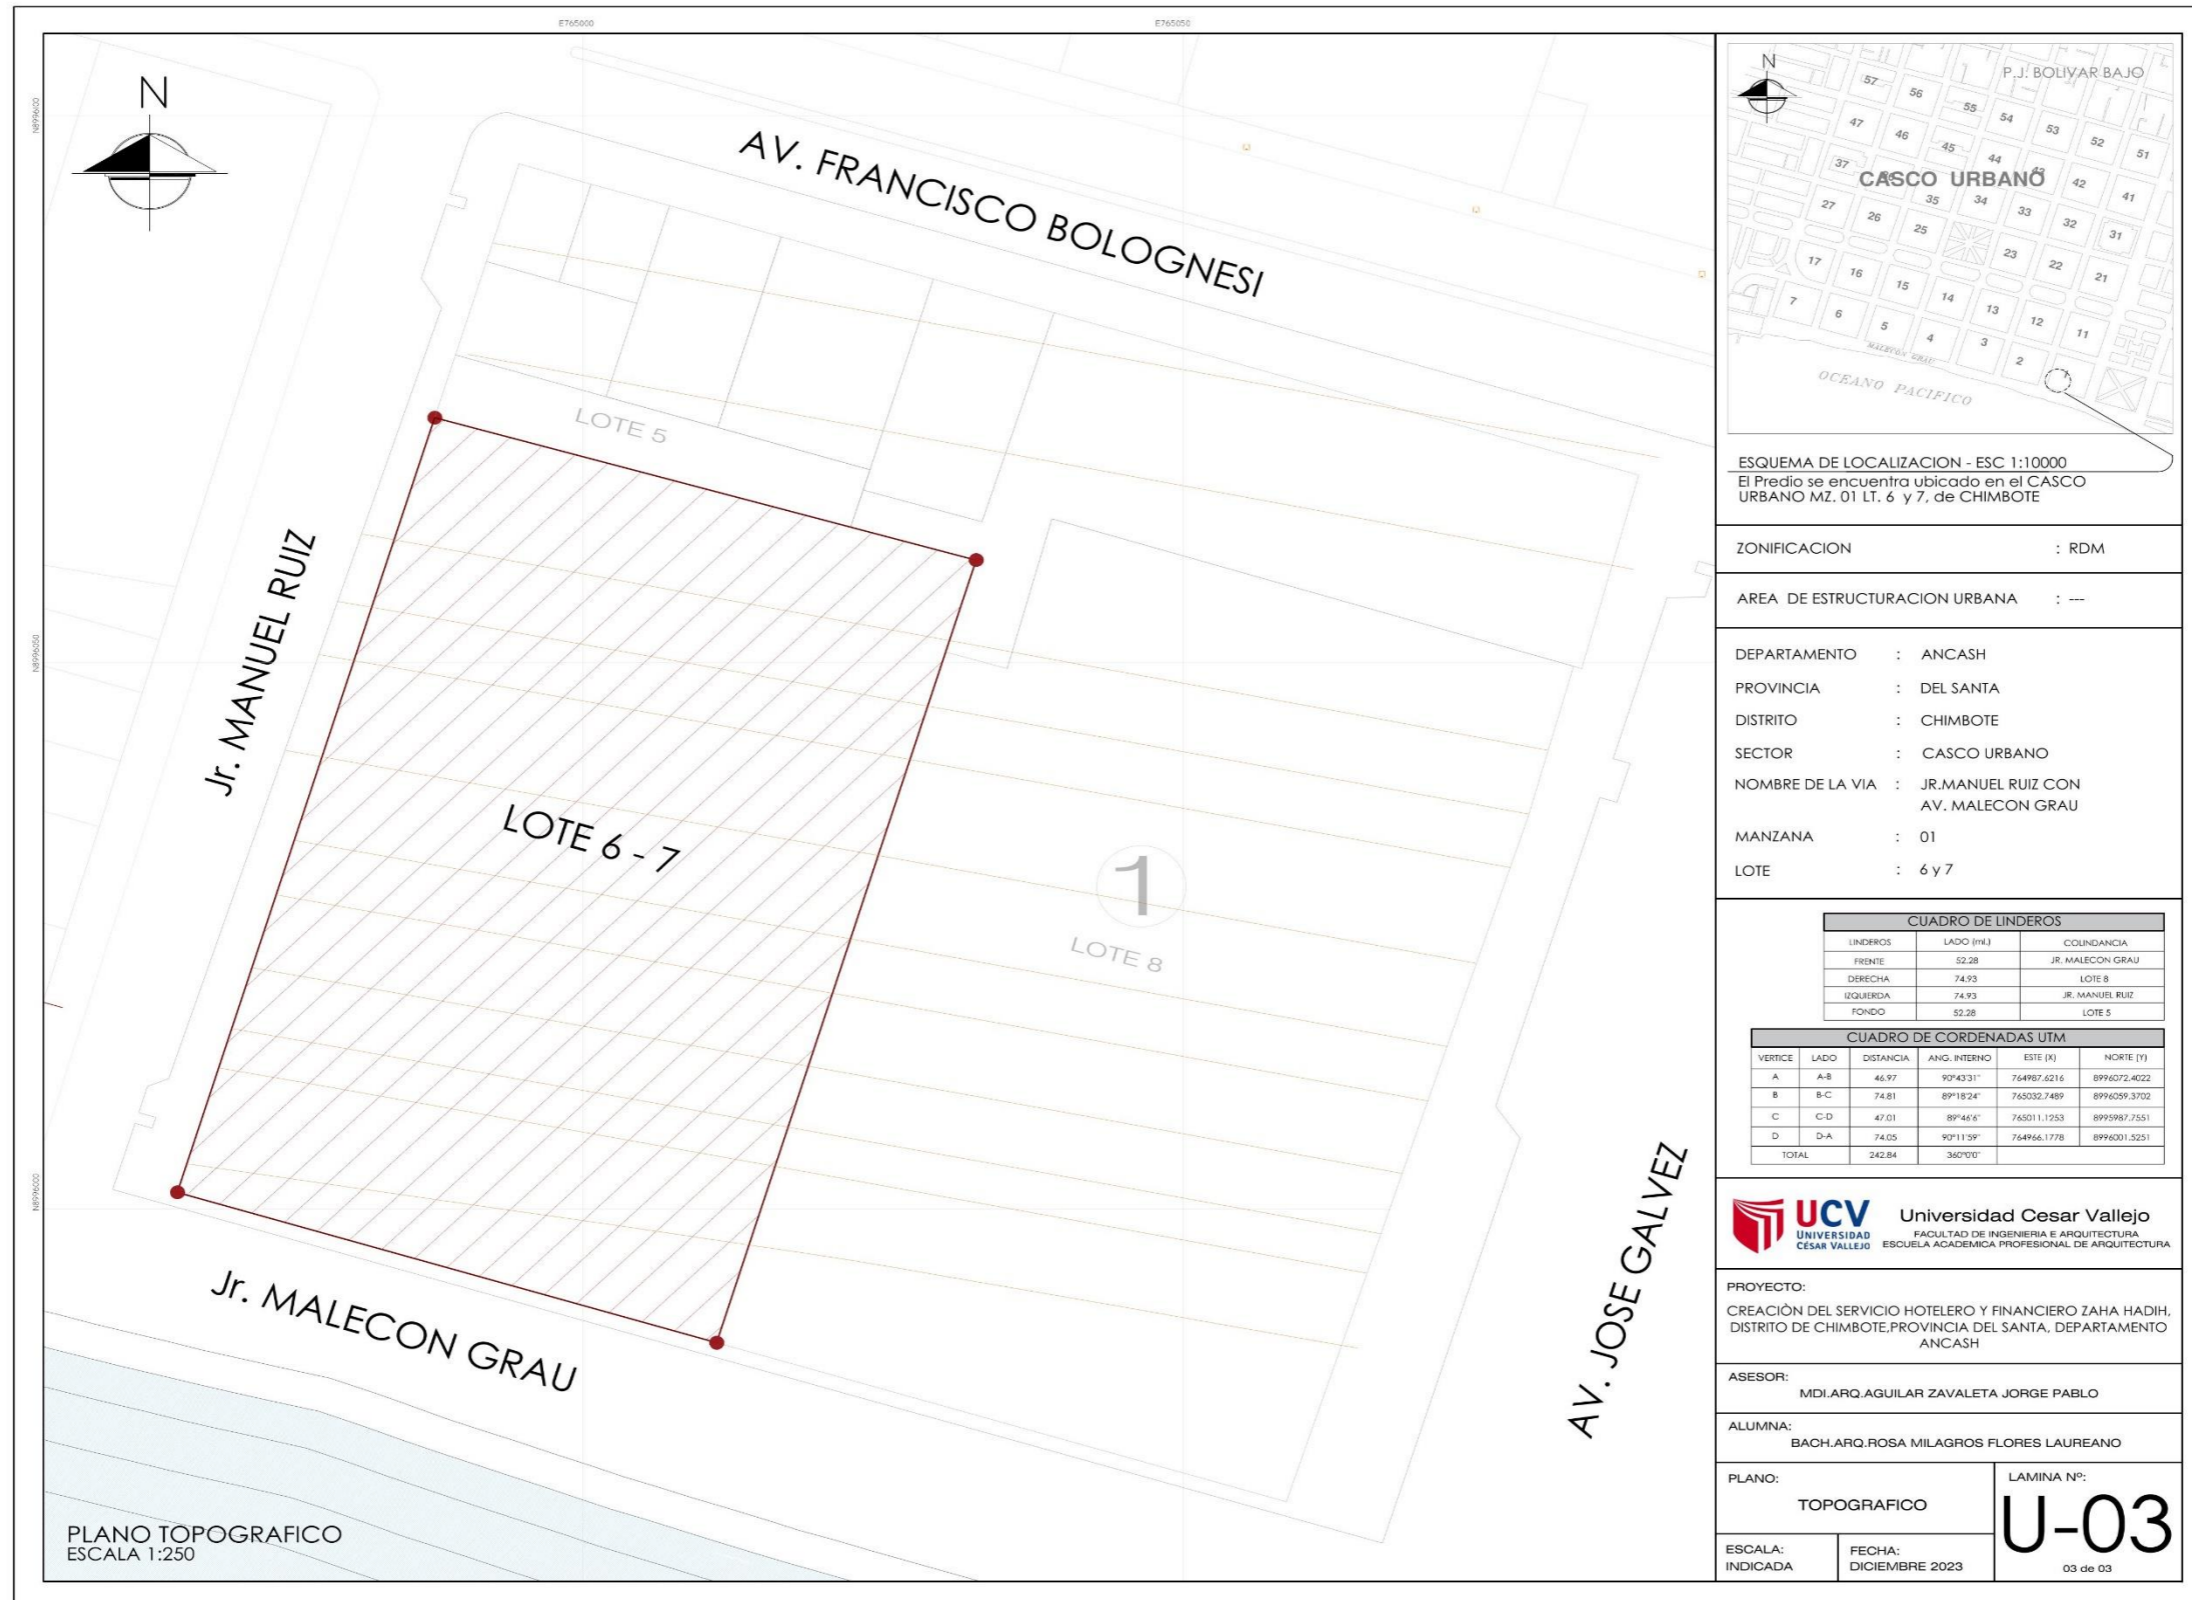 E765000
E765050
N8996100
N8996050
N8996000
N
AV. FRANCISCO BOLOGNESI
LOTE 5
Jr. MANUEL RUIZ
LOTE 6 - 7
1
LOTE 8
Jr. MALECON GRAU
AV. JOSE GALVEZ
PLANO TOPOGRAFICO
ESCALA 1:250
N
P.J. BOLIVAR BAJO
57
56
55
54
53
52
51
47
46
45
44
42
41
37
CASCO URBANO
35
34
33
32
31
27
26
25
23
22
21
17
16
15
14
13
12
11
7
6
5
4
3
2
MALECON GRAU
OCEANO PACIFICO
ESQUEMA DE LOCALIZACION - ESC 1:10000
El Predio se encuentra ubicado en el CASCO
URBANO MZ. 01 LT. 6 y 7, de CHIMBOTE
ZONIFICACION : RDM
AREA DE ESTRUCTURACION URBANA : ---
DEPARTAMENTO : ANCASH
PROVINCIA : DEL SANTA
DISTRITO : CHIMBOTE
SECTOR : CASCO URBANO
NOMBRE DE LA VIA : JR.MANUEL RUIZ CON
AV. MALECON GRAU
MANZANA : 01
LOTE : 6 y 7
CUADRO DE LINDEROS
LINDEROS LADO (ml.) COLINDANCIA
FRENTE 52.28 JR. MALECON GRAU
DERECHA 74.93 LOTE 8
IZQUIERDA 74.93 JR. MANUEL RUIZ
FONDO 52.28 LOTE 5
CUADRO DE CORDENADAS UTM
VERTICE LADO DISTANCIA ANG. INTERNO ESTE (X) NORTE (Y)
A A-B 46.97 90°43'31" 764987.6216 8996072.4022
B B-C 74.81 89°18'24" 765032.7489 8996059.3702
C C-D 47.01 89°46'6" 765011.1253 8995987.7551
D D-A 74.05 90°11'59" 764966.1778 8996001.5251
TOTAL 242.84 360°0'0"
UCV
UNIVERSIDAD
CÉSAR VALLEJO
Universidad Cesar Vallejo
FACULTAD DE INGENIERIA E ARQUITECTURA
ESCUELA ACADEMICA PROFESIONAL DE ARQUITECTURA
PROYECTO:
CREACIÒN DEL SERVICIO HOTELERO Y FINANCIERO ZAHA HADIH,
DISTRITO DE CHIMBOTE,PROVINCIA DEL SANTA, DEPARTAMENTO
ANCASH
ASESOR:
MDI.ARQ.AGUILAR ZAVALETA JORGE PABLO
ALUMNA:
BACH.ARQ.ROSA MILAGROS FLORES LAUREANO
PLANO:
TOPOGRAFICO
LAMINA Nº:
U-03
03 de 03
ESCALA:
INDICADA
FECHA:
DICIEMBRE 2023